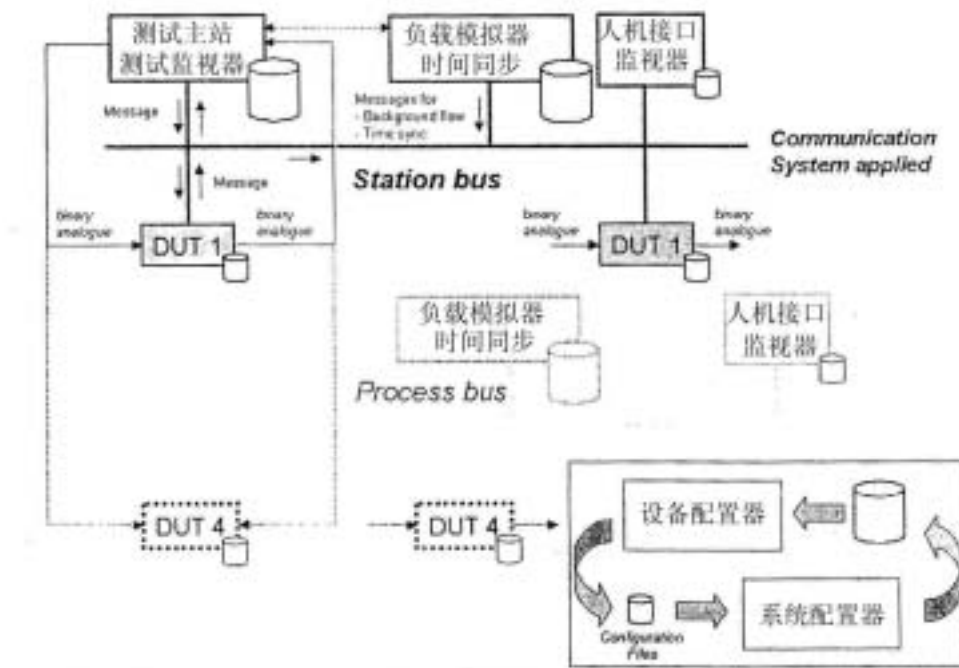 测试主站
测试监视器
负载模拟器
时间同步
人机接口
监视器
Message
Messages for
- Background flow
- Time sync
Communication
System applied
Message
Station bus
binary
analogue
binary
analogue
DUT 1
binary
analogue
binary
analogue
DUT 1
负载模拟器
时间同步
人机接口
监视器
Process bus
DUT 4
DUT 4
设备配置器
系统配置器
Configuration
Files